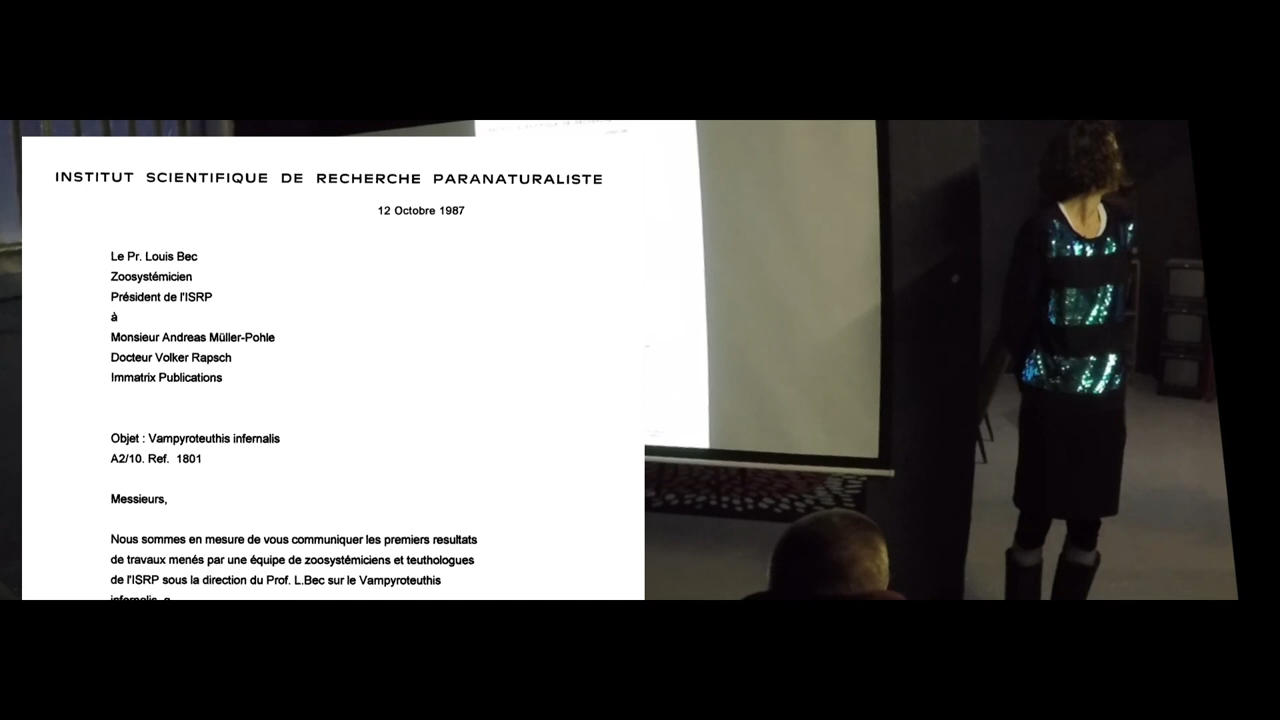 INSTITUT SCIENTIFIQUE DE RECHERCHE PARANATURALISTE
12 Octobre 1987
Le Pr. Louis Bec
Zoosystémicien
Président de l'ISRP
à
Monsieur Andreas Müller-Pohle
Docteur Volker Rapsch
Immatrix Publications
Objet : Vampyroteuthis infernalis
A2/10. Ref. 1801
Messieurs,
Nous sommes en mesure de vous communiquer les premiers resultats
de travaux menés par une équipe de zoosystémiciens et teuthologues
de l'ISRP sous la direction du Prof. L.Bec sur le Vampyroteuthis